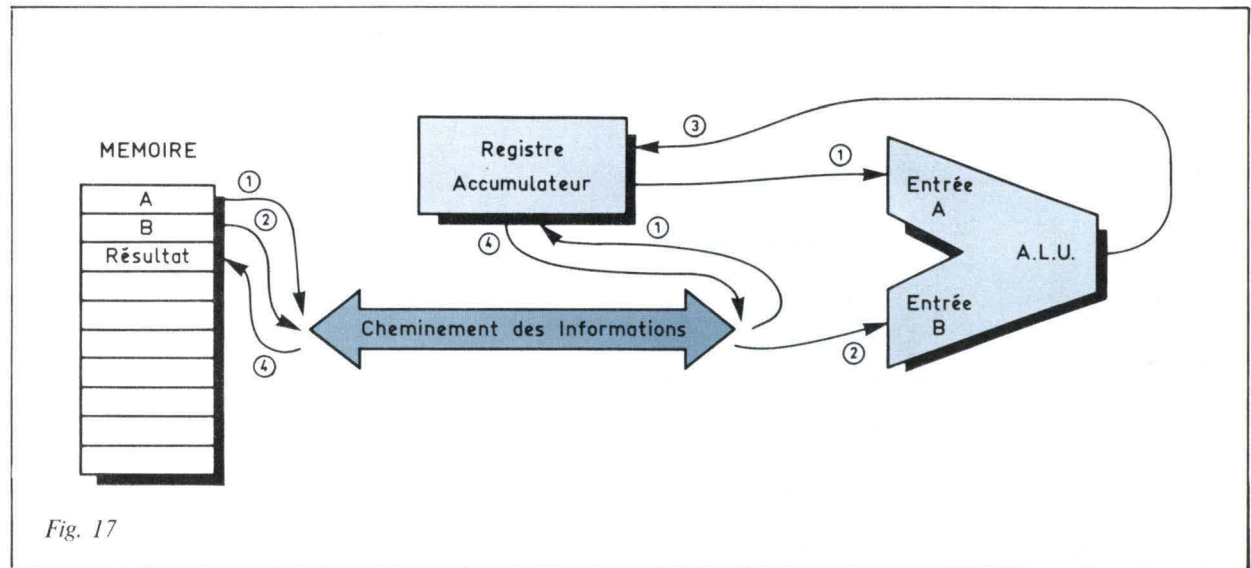 MEMOIRE
A
B
Résultat
①
②
④
Registre
Accumulateur
③
①
④
①
②
Cheminement des Informations
Entrée
A
A.L.U.
Entrée
B
Fig. 17